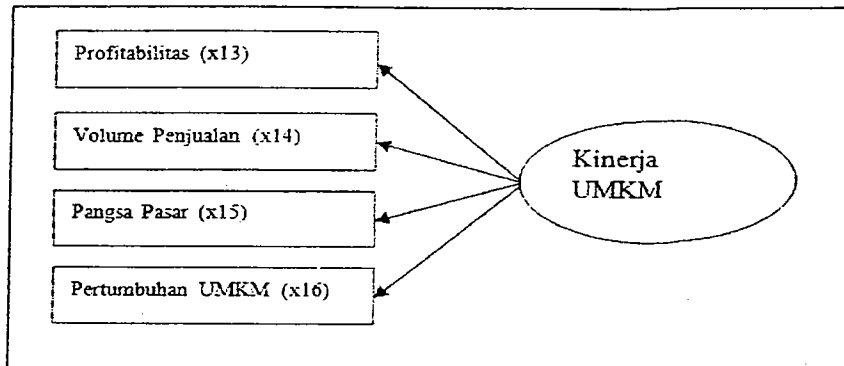 Profitabilitas (x13)
Volume Penjualan (x14)
Pangsa Pasar (x15)
Pertumbuhan UMKM (x16)
Kinerja
UMKM